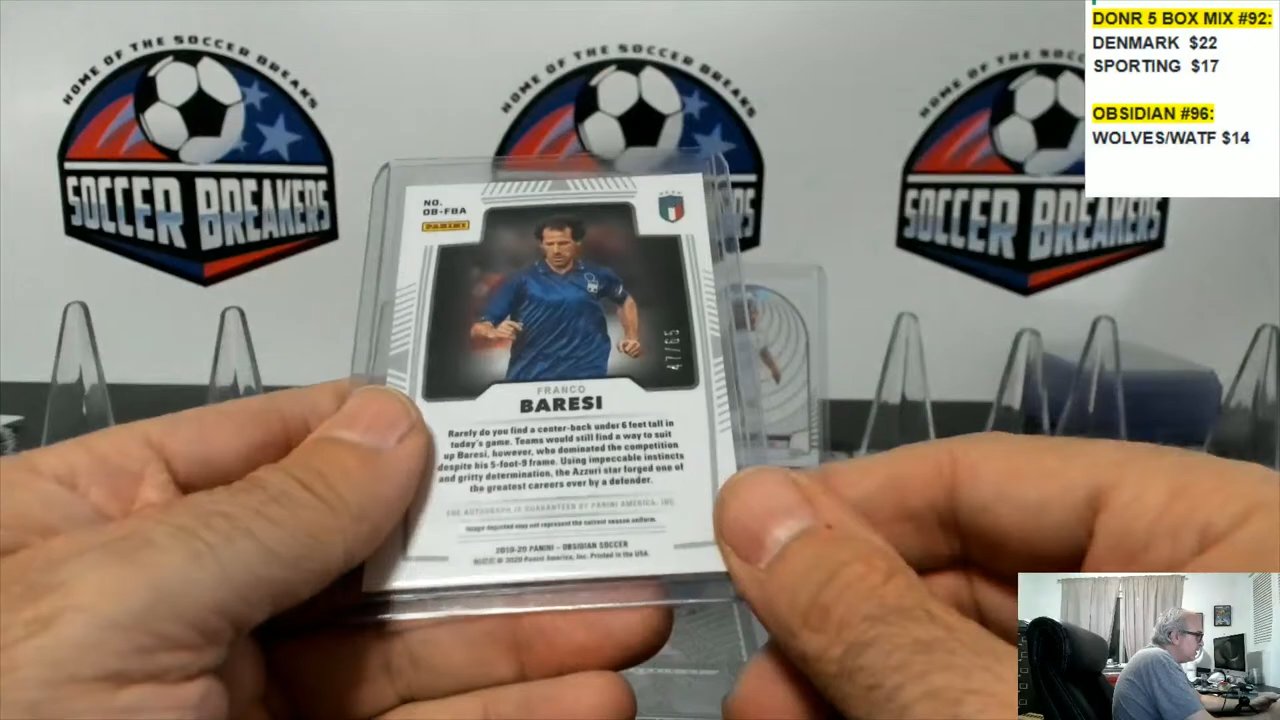 DONR 5 BOX MIX #92:
DENMARK $22
SPORTING $17
OBSIDIAN #96:
WOLVES/WATF $14
HOME OF THE SOCCER BREAKS
SOCCER BREAKERS
HOME OF THE SOCCER BREAKS
SOCCER BREAKERS
HOME OF THE SOCCER
SOCCER BREAKERS
NO.
OB-FBA
PANINI
47/65
FRANCO
BARESI
Rarely do you find a center-back under 6 feet tall in
today's game. Teams would still find a way to suit
up Baresi, however, who dominated the competition
despite his 5-foot-9 frame. Using impeccable instincts
and gritty determination, the Azzuri star forged one of
the greatest careers ever by a defender.
THE AUTOGRAPH IS GUARANTEED BY PANINI AMERICA, INC.
Image depicted may not represent the current season uniform.
2019-20 PANINI - OBSIDIAN SOCCER
© 2020 Panini America, Inc. Printed in the USA.